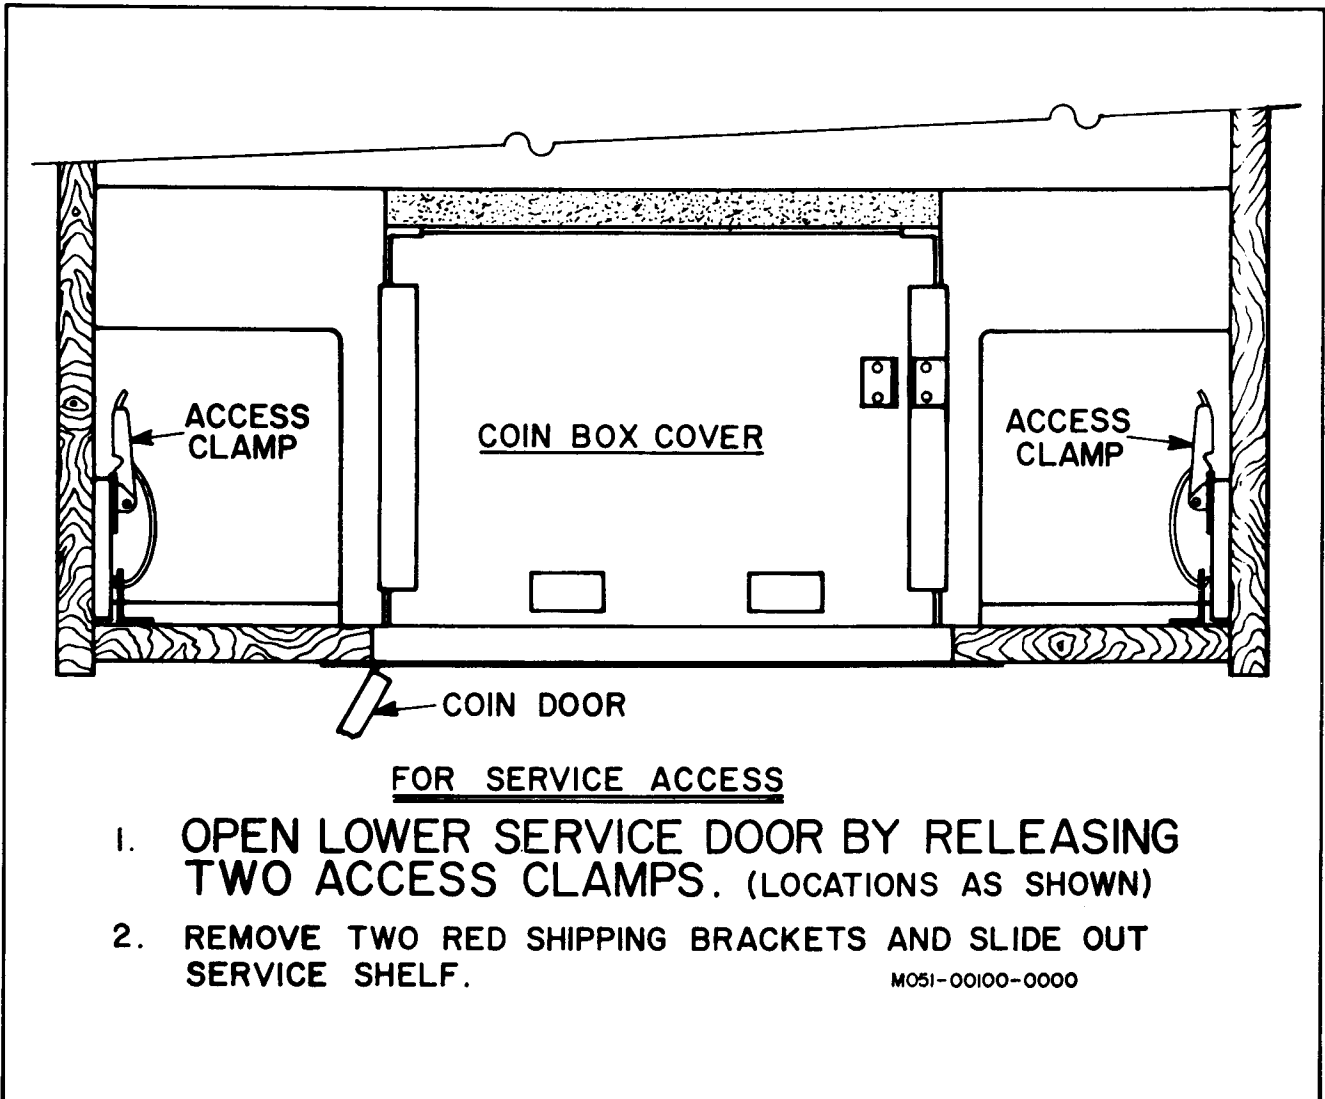 ACCESS
CLAMP
COIN BOX COVER
ACCESS
CLAMP
COIN DOOR
FOR SERVICE ACCESS
1. OPEN LOWER SERVICE DOOR BY RELEASING
TWO ACCESS CLAMPS. (LOCATIONS AS SHOWN)
2. REMOVE TWO RED SHIPPING BRACKETS AND SLIDE OUT
SERVICE SHELF.
M051-00100-0000